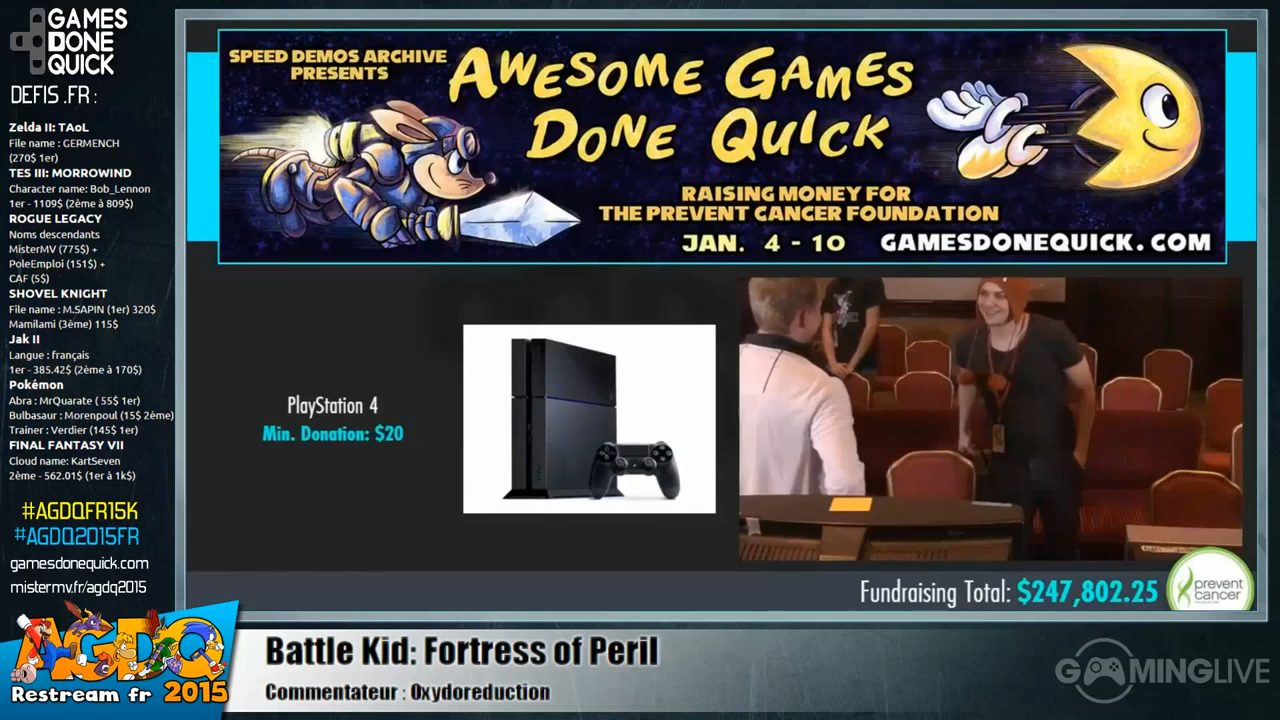 GAMES
DONE
QUICK
DEFIS .FR :
Zelda II: TAoL
File name : GERMENCH
(270$ 1er)
TES III: MORROWIND
Character name: Bob_Lennon
1er - 1109$ (2ème à 809$)
ROGUE LEGACY
Noms descendants
MisterMV (775$) +
PoleEmploi (151$) +
CAF (5$)
SHOVEL KNIGHT
File name : M.SAPIN (1er) 320$
Mamilami (3ème) 115$
Jak II
Langue : français
1er - 385.42$ (2ème à 170$)
Pokémon
Abra : MrQuarate ( 55$ 1er)
Bulbasaur : Morenpoul (15$ 2ème)
Trainer : Verdier (145$ 1er)
FINAL FANTASY VII
Cloud name: KartSeven
2ème - 562.01$ (1er à 1k$)
#AGDQFR15K
#AGDQ2015FR
gamesdonequick.com
mistermv.fr/agdq2015
AGDQ
Restream fr 2015
SPEED DEMOS ARCHIVE
PRESENTS
AWESOME GAMES
DONE QUICK
RAISING MONEY FOR
THE PREVENT CANCER FOUNDATION
JAN. 4 - 10 GAMESDONEQUICK.COM
PlayStation 4
Min. Donation: $20
Fundraising Total: $247,802.25
prevent
cancer
Battle Kid: Fortress of Peril
Commentateur : Oxydoreduction
GAMINGLIVE